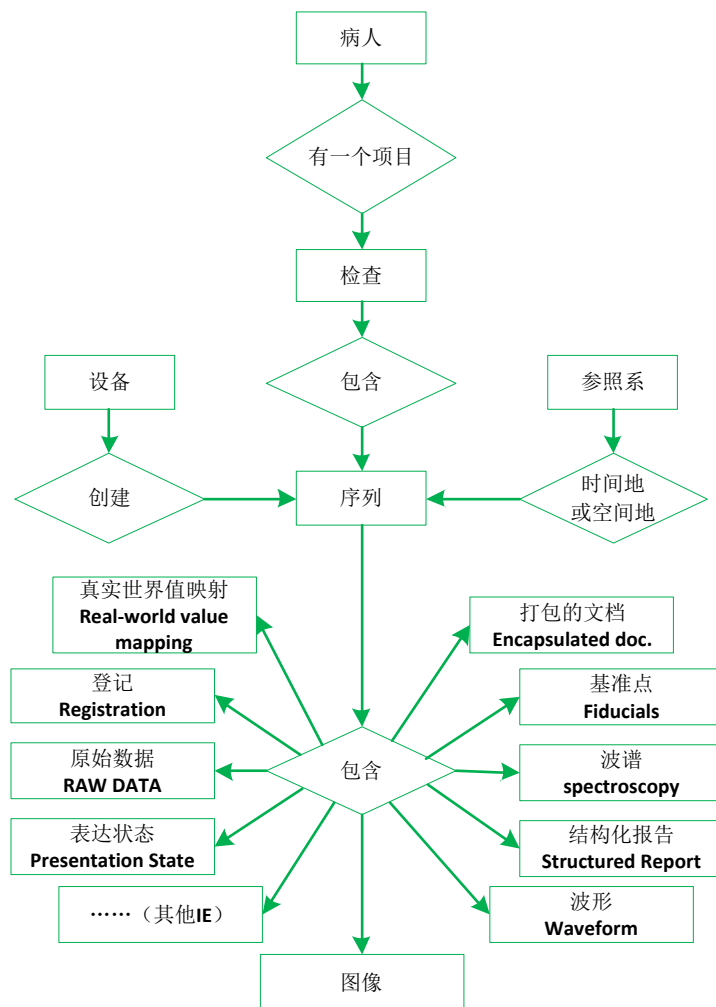 病人
有一个项目
检查
设备
包含
参照系
创建
序列
时间地
或空间地
真实世界值映射
Real-world value
mapping
打包的文档
Encapsulated doc.
登记
Registration
基准点
Fiducials
原始数据
RAW DATA
包含
波谱
spectroscopy
表达状态
Presentation State
结构化报告
Structured Report
……（其他IE）
波形
Waveform
图像